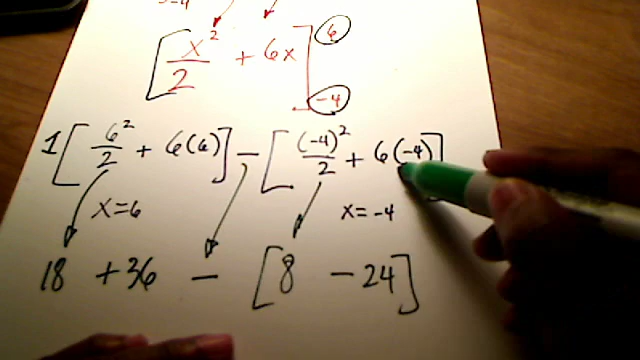 [x²/2 + 6x] 6 -4
1[6²/2 + 6(6)] - [(-4)²/2 + 6(-4)]
x=6 x=-4
18 +36 - [8 -24]